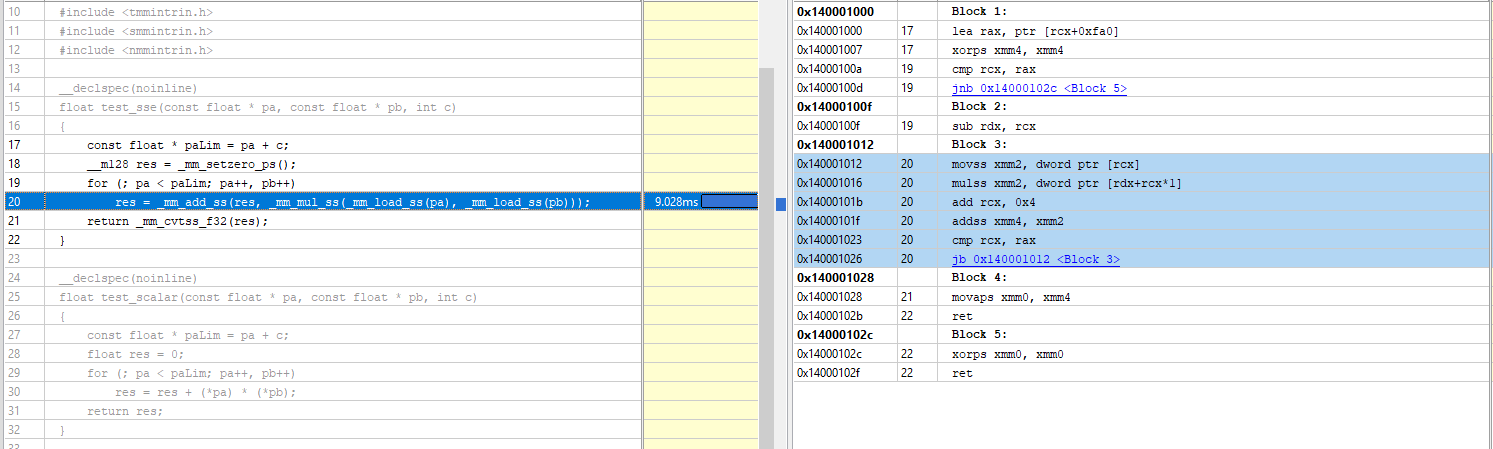 10 #include <tmmintrin.h>
11 #include <smmintrin.h>
12 #include <nmmintrin.h>
13
14 __declspec(noinline)
15 float test_sse(const float * pa, const float * pb, int c)
16 {
17 const float * paLim = pa + c;
18 __m128 res = _mm_setzero_ps();
19 for (; pa < paLim; pa++, pb++)
20 res = _mm_add_ss(res, _mm_mul_ss(_mm_load_ss(pa), _mm_load_ss(pb))); 9.028ms
21 return _mm_cvtss_f32(res);
22 }
23
24 __declspec(noinline)
25 float test_scalar(const float * pa, const float * pb, int c)
26 {
27 const float * paLim = pa + c;
28 float res = 0;
29 for (; pa < paLim; pa++, pb++)
30 res = res + (*pa) * (*pb);
31 return res;
32 }
0x140001000 Block 1:
0x140001000 17 lea rax, ptr [rcx+0xfa0]
0x140001007 17 xorps xmm4, xmm4
0x14000100a 19 cmp rcx, rax
0x14000100d 19 jnb 0x14000102c <Block 5>
0x14000100f Block 2:
0x14000100f 19 sub rdx, rcx
0x140001012 Block 3:
0x140001012 20 movss xmm2, dword ptr [rcx]
0x140001016 20 mulss xmm2, dword ptr [rdx+rcx*1]
0x14000101b 20 add rcx, 0x4
0x14000101f 20 addss xmm4, xmm2
0x140001023 20 cmp rcx, rax
0x140001026 20 jb 0x140001012 <Block 3>
0x140001028 Block 4:
0x140001028 21 movaps xmm0, xmm4
0x14000102b 22 ret
0x14000102c Block 5:
0x14000102c 22 xorps xmm0, xmm0
0x14000102f 22 ret